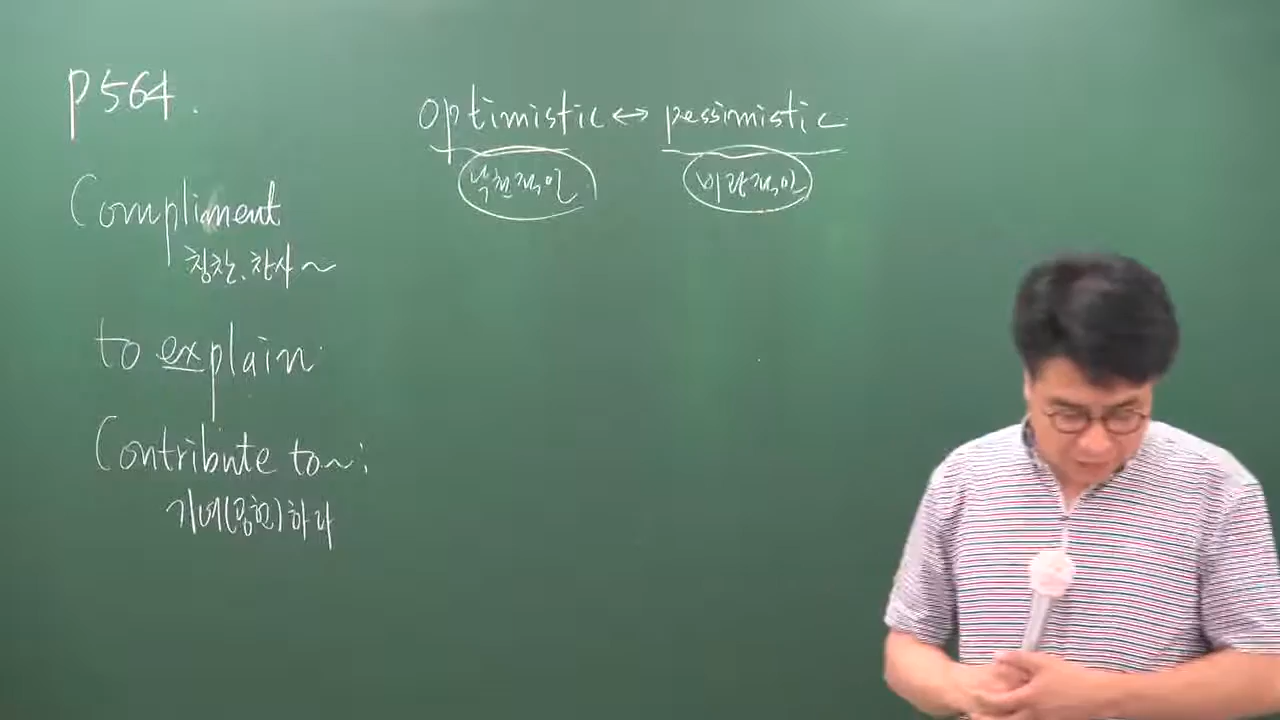 p564.
optimistic ↔ pessimistic
낙천적인 비관적인
Compliment
칭찬, 찬사~
to explain
Contribute to~:
기여(공헌)하다